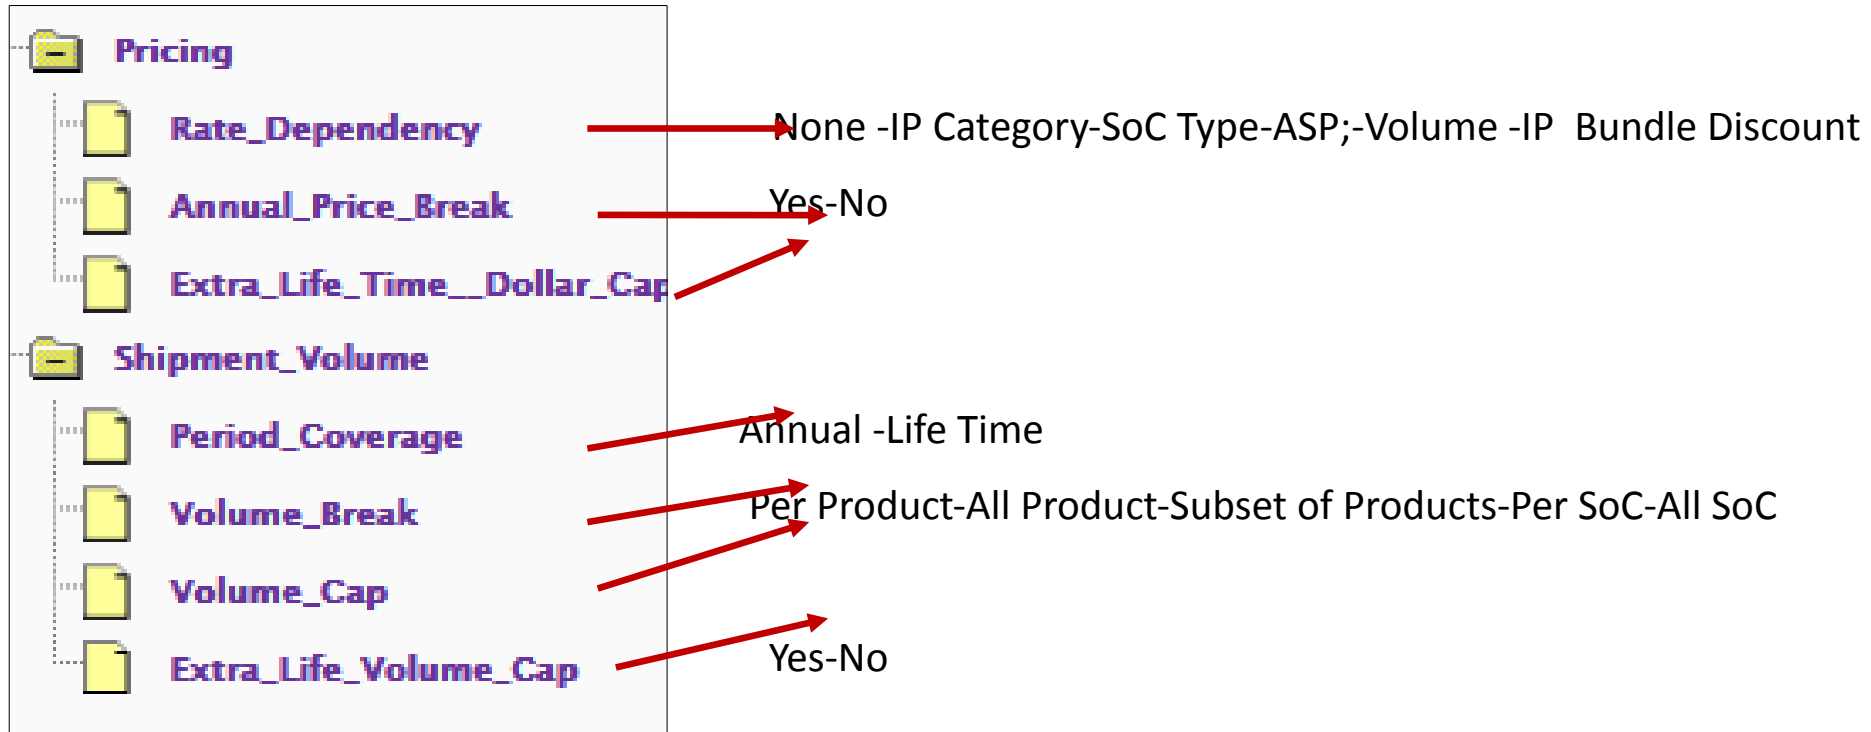 Pricing
Rate_Dependency None -IP Category-SoC Type-ASP;-Volume -IP Bundle Discount
Annual_Price_Break Yes-No
Extra_Life_Time__Dollar_Cap
Shipment_Volume
Period_Coverage Annual -Life Time
Volume_Break Per Product-All Product-Subset of Products-Per SoC-All SoC
Volume_Cap
Extra_Life_Volume_Cap Yes-No